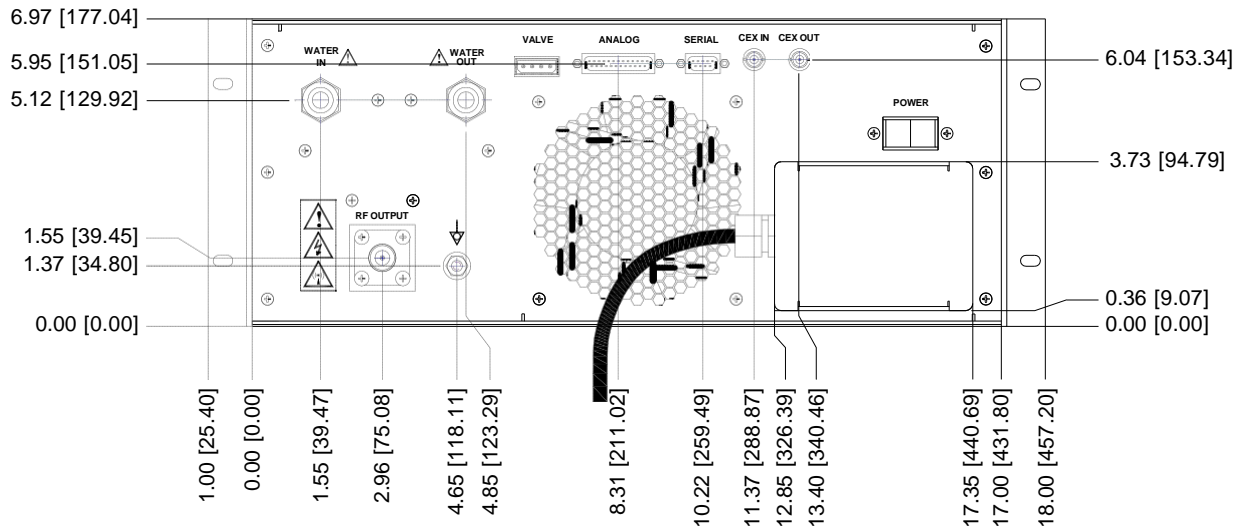 6.97 [177.04]
5.95 [151.05]
5.12 [129.92]
1.55 [39.45]
1.37 [34.80]
0.00 [0.00]
WATER
IN
WATER
OUT
VALVE
ANALOG
SERIAL
CEX IN
CEX OUT
POWER
RF OUTPUT
6.04 [153.34]
3.73 [94.79]
0.36 [9.07]
0.00 [0.00]
1.00 [25.40]
0.00 [0.00]
1.55 [39.47]
2.96 [75.08]
4.65 [118.11]
4.85 [123.29]
8.31 [211.02]
10.22 [259.49]
11.37 [288.87]
12.85 [326.39]
13.40 [340.46]
17.35 [440.69]
17.00 [431.80]
18.00 [457.20]